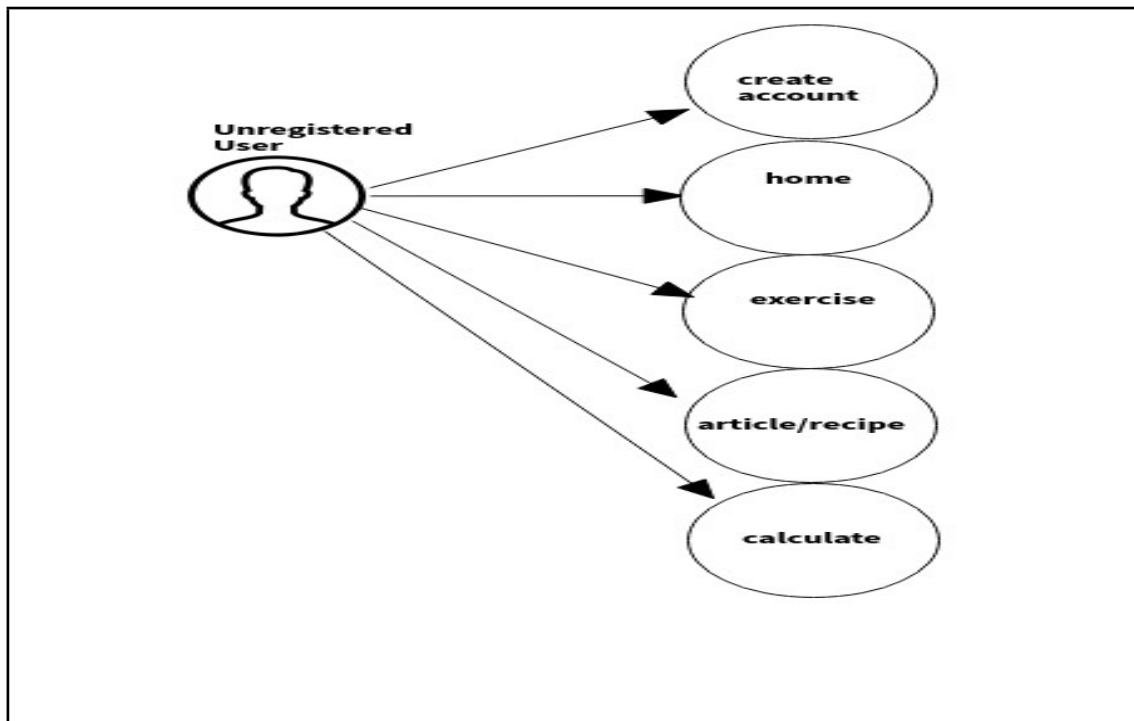 create
account
Unregistered
User
home
exercise
article/recipe
calculate